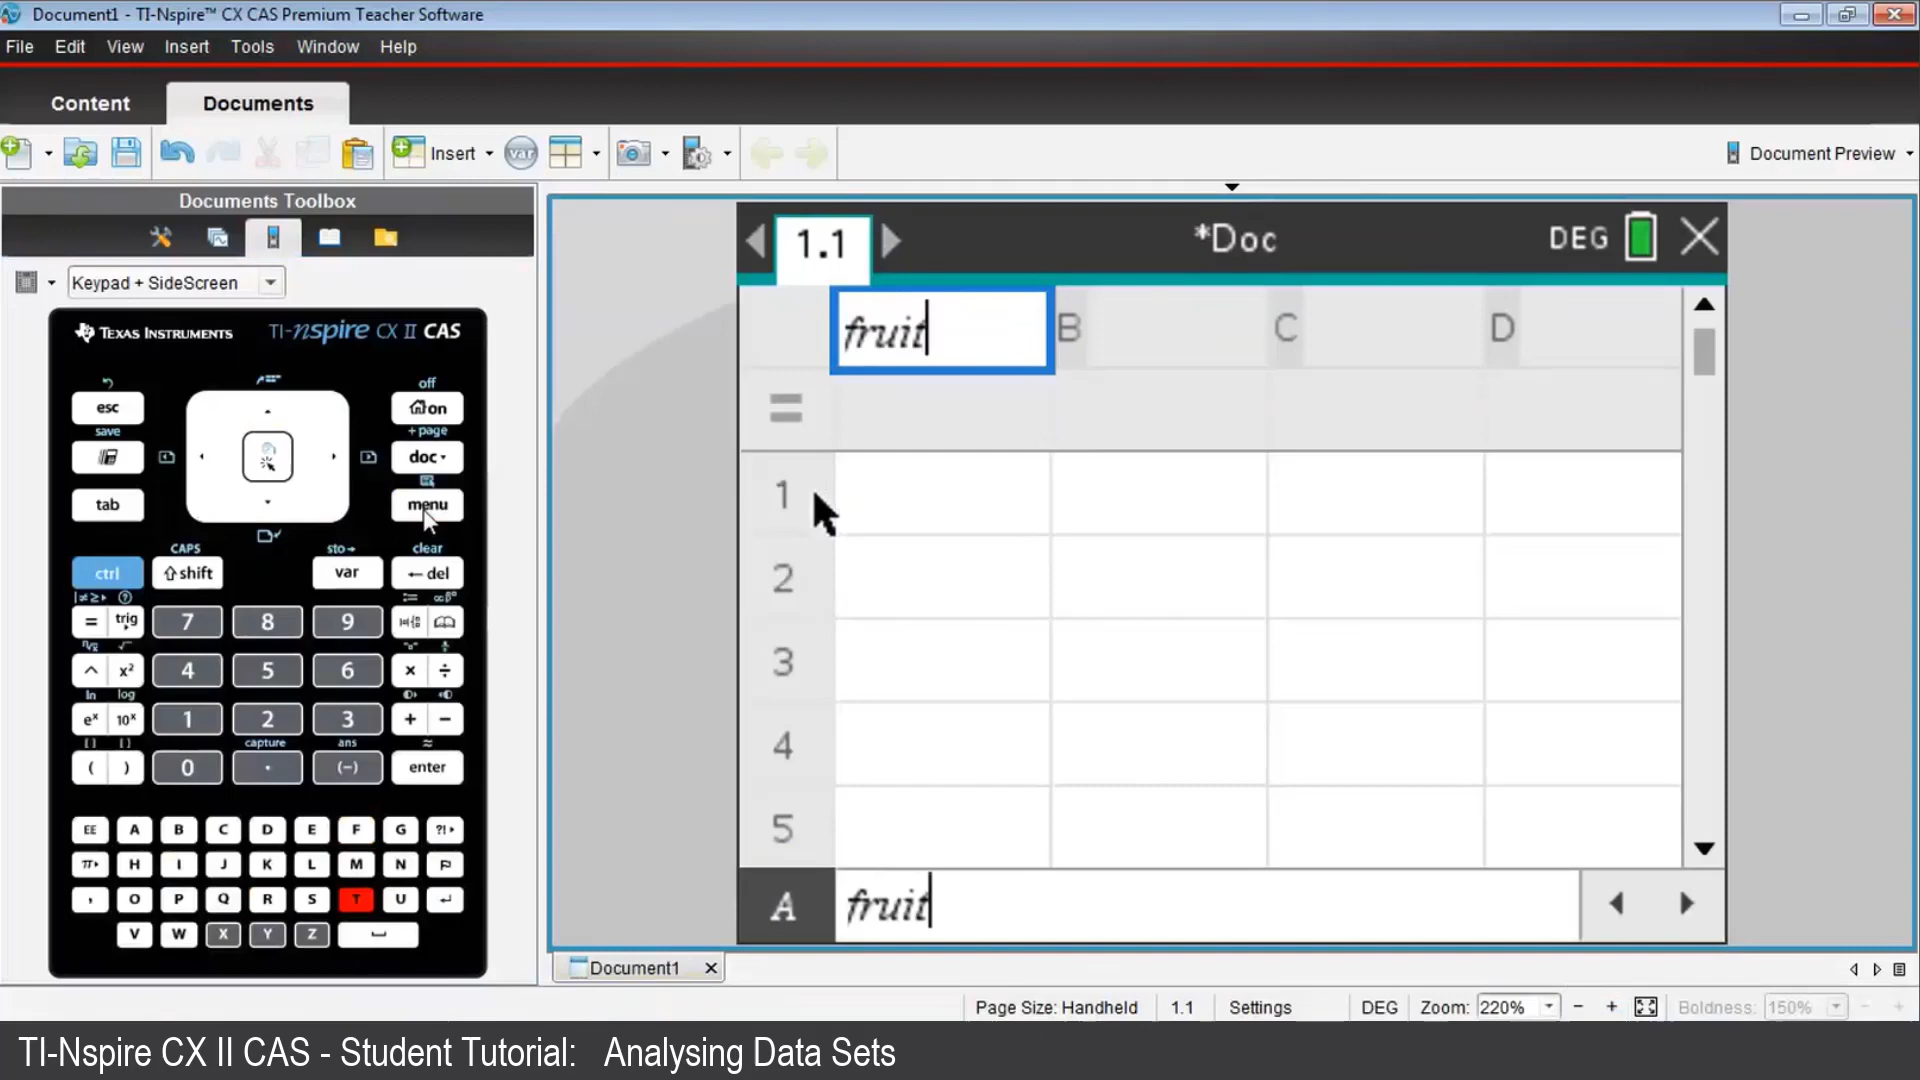 Document1 - TI-Nspire™ CX CAS Premium Teacher Software
File Edit View Insert Tools Window Help
Content Documents
Insert var Document Preview
Documents Toolbox
Keypad + SideScreen
TEXAS INSTRUMENTS TI-nspire CX II CAS
off
esc on
save + page
doc
tab menu
CAPS sto→ clear
ctrl shift var del
= trig 7 8 9
ln log
^ x² 4 5 6 × ÷
eˣ 10ˣ 1 2 3 + −
[ ] { } capture ans ≈
( ) 0 . (−) enter
EE A B C D E F G ?!▸
π▸ H I J K L M N
, O P Q R S T U
V W X Y Z
1.1 *Doc DEG
fruit B C D
=
1
2
3
4
5
A fruit
Document1
Page Size: Handheld 1.1 Settings DEG Zoom: 220% − + Boldness: 150% − +
TI-Nspire CX II CAS - Student Tutorial: Analysing Data Sets